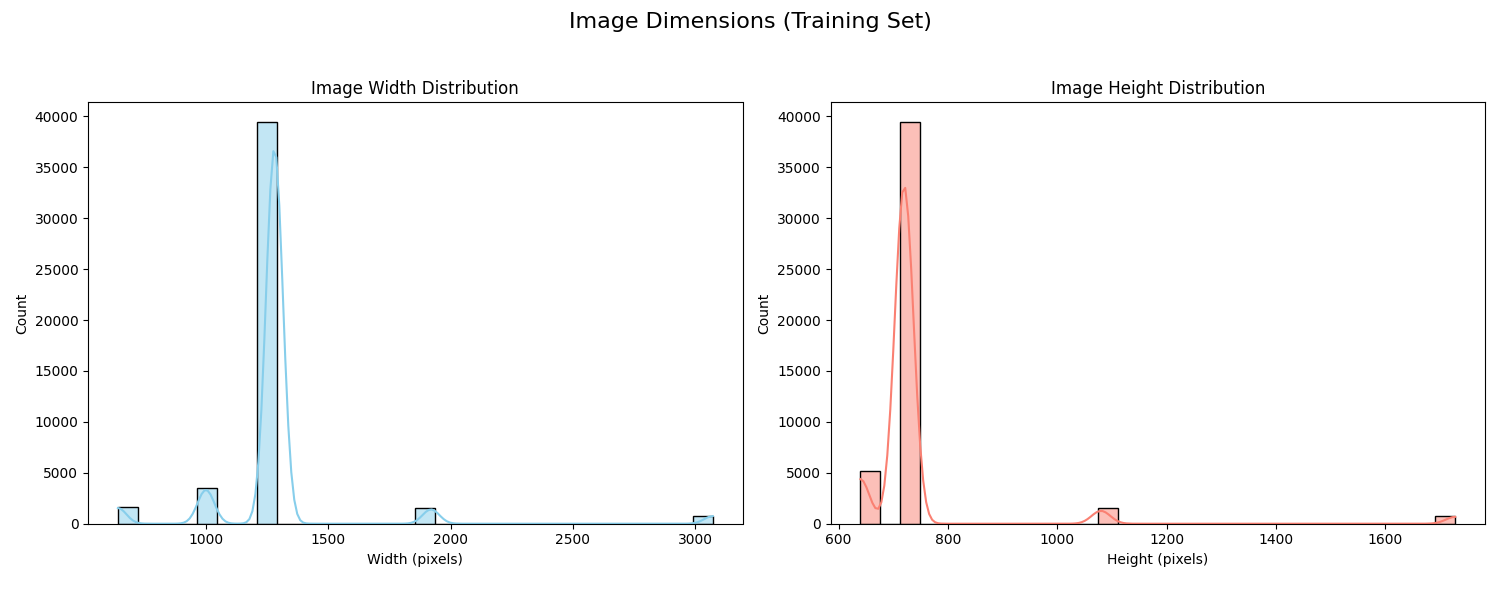 Image Dimensions (Training Set)
Image Width Distribution
Count
40000
35000
30000
25000
20000
15000
10000
5000
0
1000 1500 2000 2500 3000
Width (pixels)
Image Height Distribution
Count
40000
35000
30000
25000
20000
15000
10000
5000
0
600 800 1000 1200 1400 1600
Height (pixels)